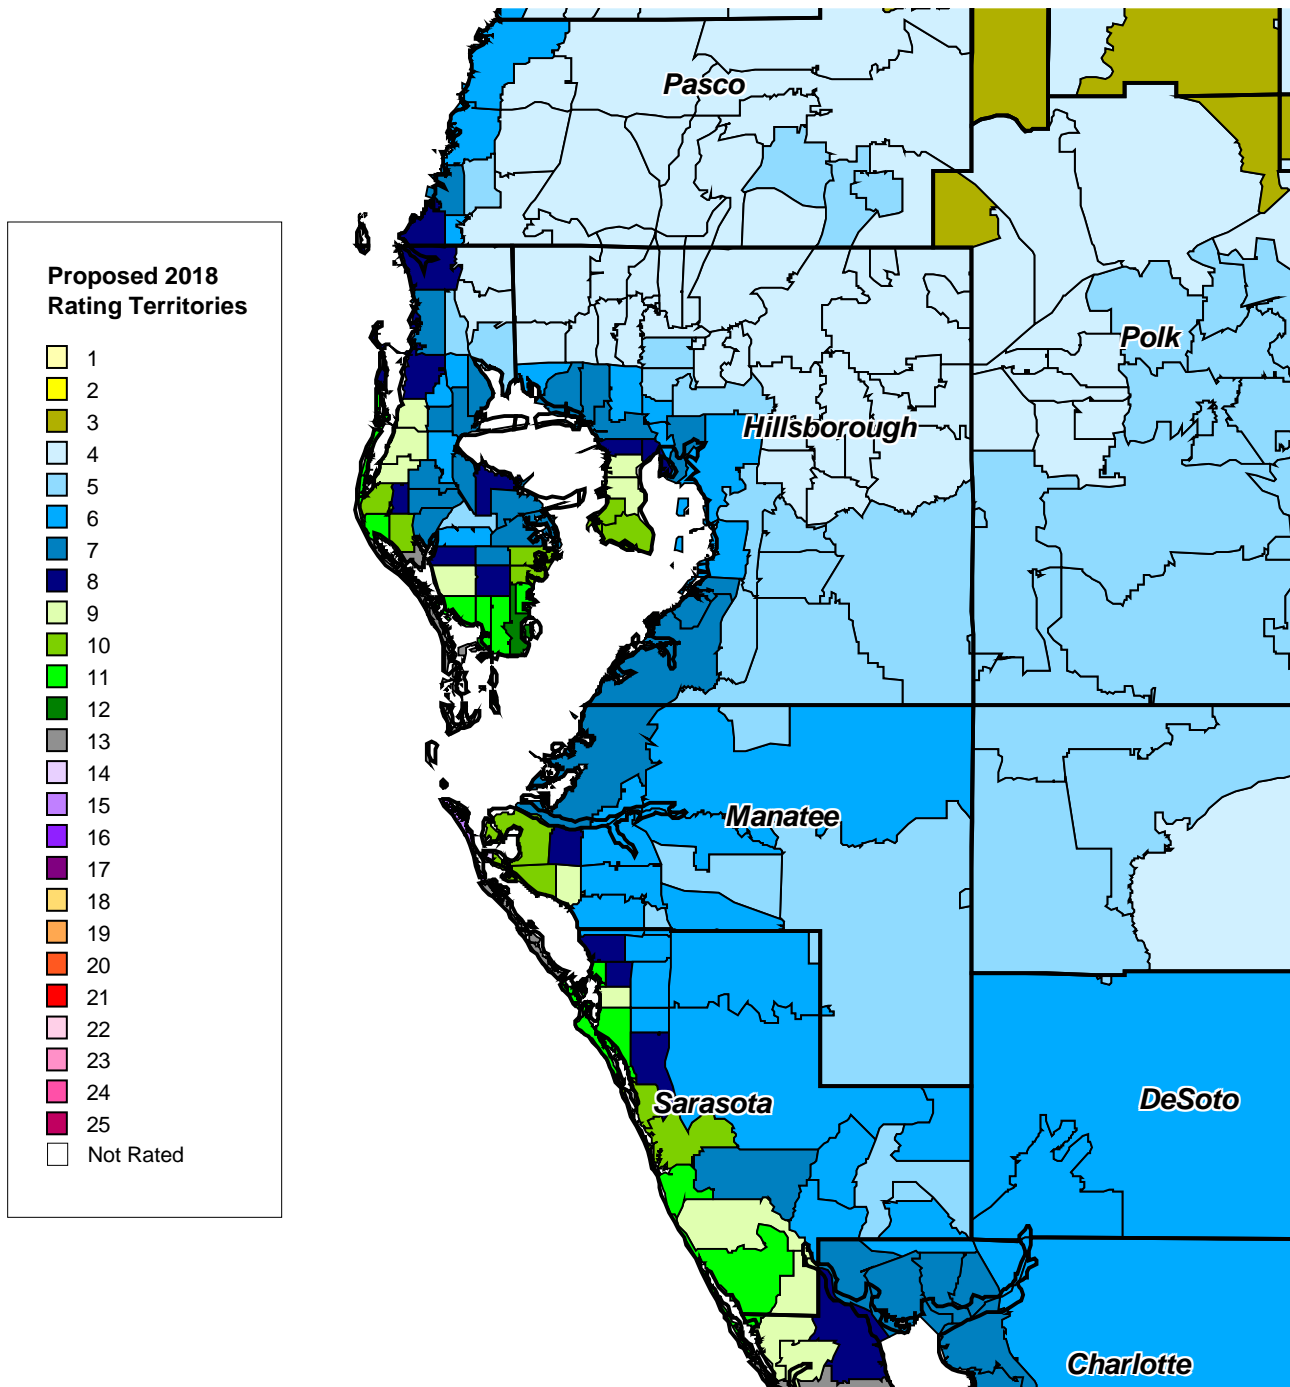 Proposed 2018
Rating Territories
1
2
3
4
5
6
7
8
9
10
11
12
13
14
15
16
17
18
19
20
21
22
23
24
25
Not Rated
Pasco
Polk
Hillsborough
Manatee
Sarasota
DeSoto
Charlotte